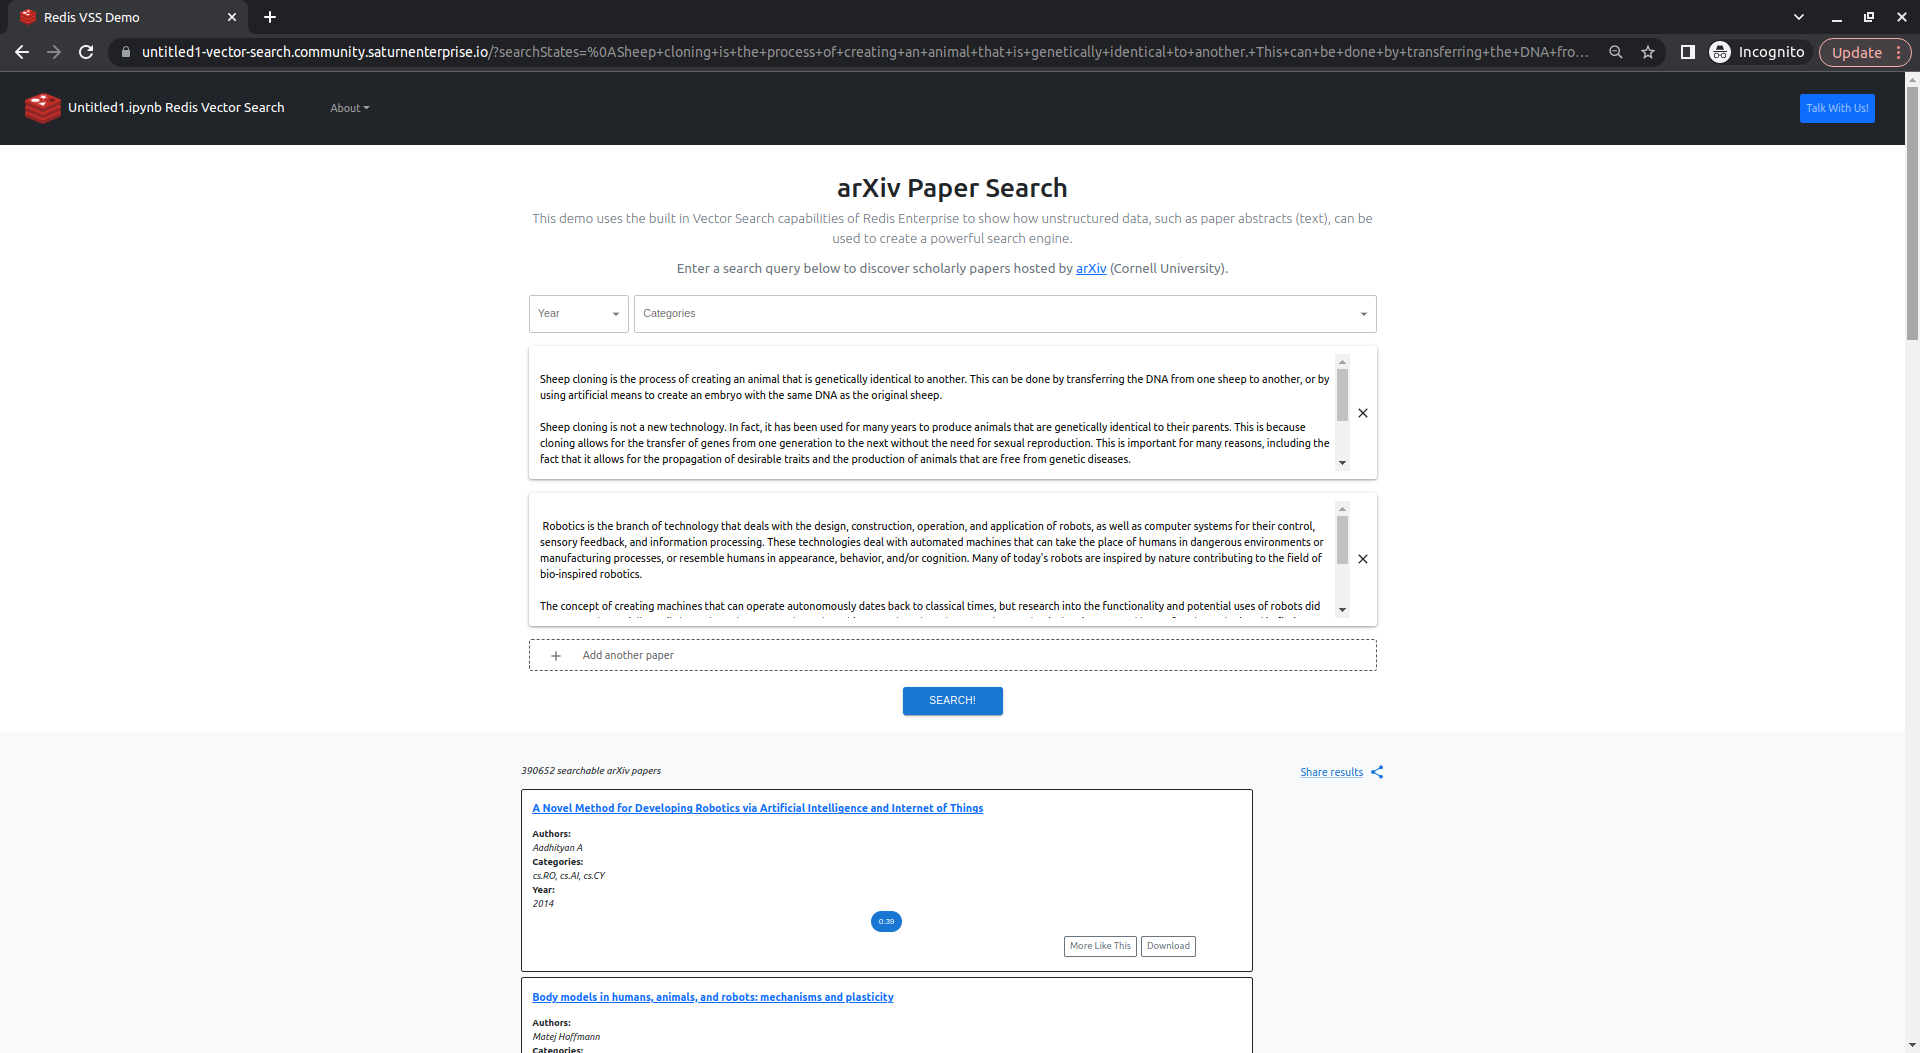 Redis VSS Demo
untitled1-vector-search.community.saturnenterprise.io/?searchStates=%0ASheep+cloning+is+the+process+of+creating+an+animal+that+is+genetically+identical+to+another.+This+can+be+done+by+transferring+the+DNA+fro...
Incognito
Update
Untitled1.ipynb Redis Vector Search
About
Talk With Us!
arXiv Paper Search
This demo uses the built in Vector Search capabilities of Redis Enterprise to show how unstructured data, such as paper abstracts (text), can be
used to create a powerful search engine.
Enter a search query below to discover scholarly papers hosted by arXiv (Cornell University).
Year
Categories
Sheep cloning is the process of creating an animal that is genetically identical to another. This can be done by transferring the DNA from one sheep to another, or by
using artificial means to create an embryo with the same DNA as the original sheep.
Sheep cloning is not a new technology. In fact, it has been used for many years to produce animals that are genetically identical to their parents. This is because
cloning allows for the transfer of genes from one generation to the next without the need for sexual reproduction. This is important for many reasons, including the
fact that it allows for the propagation of desirable traits and the production of animals that are free from genetic diseases.
Robotics is the branch of technology that deals with the design, construction, operation, and application of robots, as well as computer systems for their control,
sensory feedback, and information processing. These technologies deal with automated machines that can take the place of humans in dangerous environments or
manufacturing processes, or resemble humans in appearance, behavior, and/or cognition. Many of today's robots are inspired by nature contributing to the field of
bio-inspired robotics.
The concept of creating machines that can operate autonomously dates back to classical times, but research into the functionality and potential uses of robots did
Add another paper
SEARCH!
390652 searchable arXiv papers
Share results
A Novel Method for Developing Robotics via Artificial Intelligence and Internet of Things
Authors:
Aadhityan A
Categories:
cs.RO, cs.AI, cs.CY
Year:
2014
0.39
More Like This
Download
Body models in humans, animals, and robots: mechanisms and plasticity
Authors:
Matej Hoffmann
Categories: